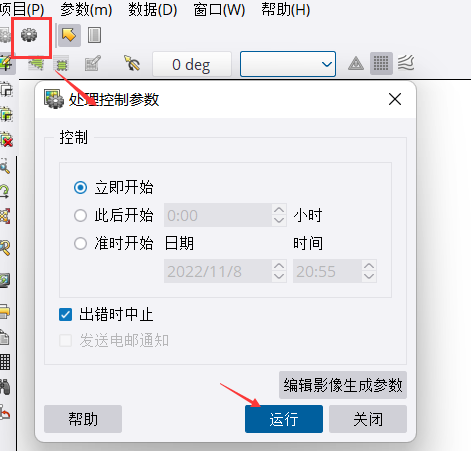 项目(P) 参数(m) 数据(D) 窗口(W) 帮助(H)
0 deg
处理控制参数
控制
立即开始
此后开始 0:00 小时
准时开始 日期 时间
2022/11/8 20:55
出错时中止
发送电邮通知
编辑影像生成参数
帮助 运行 关闭